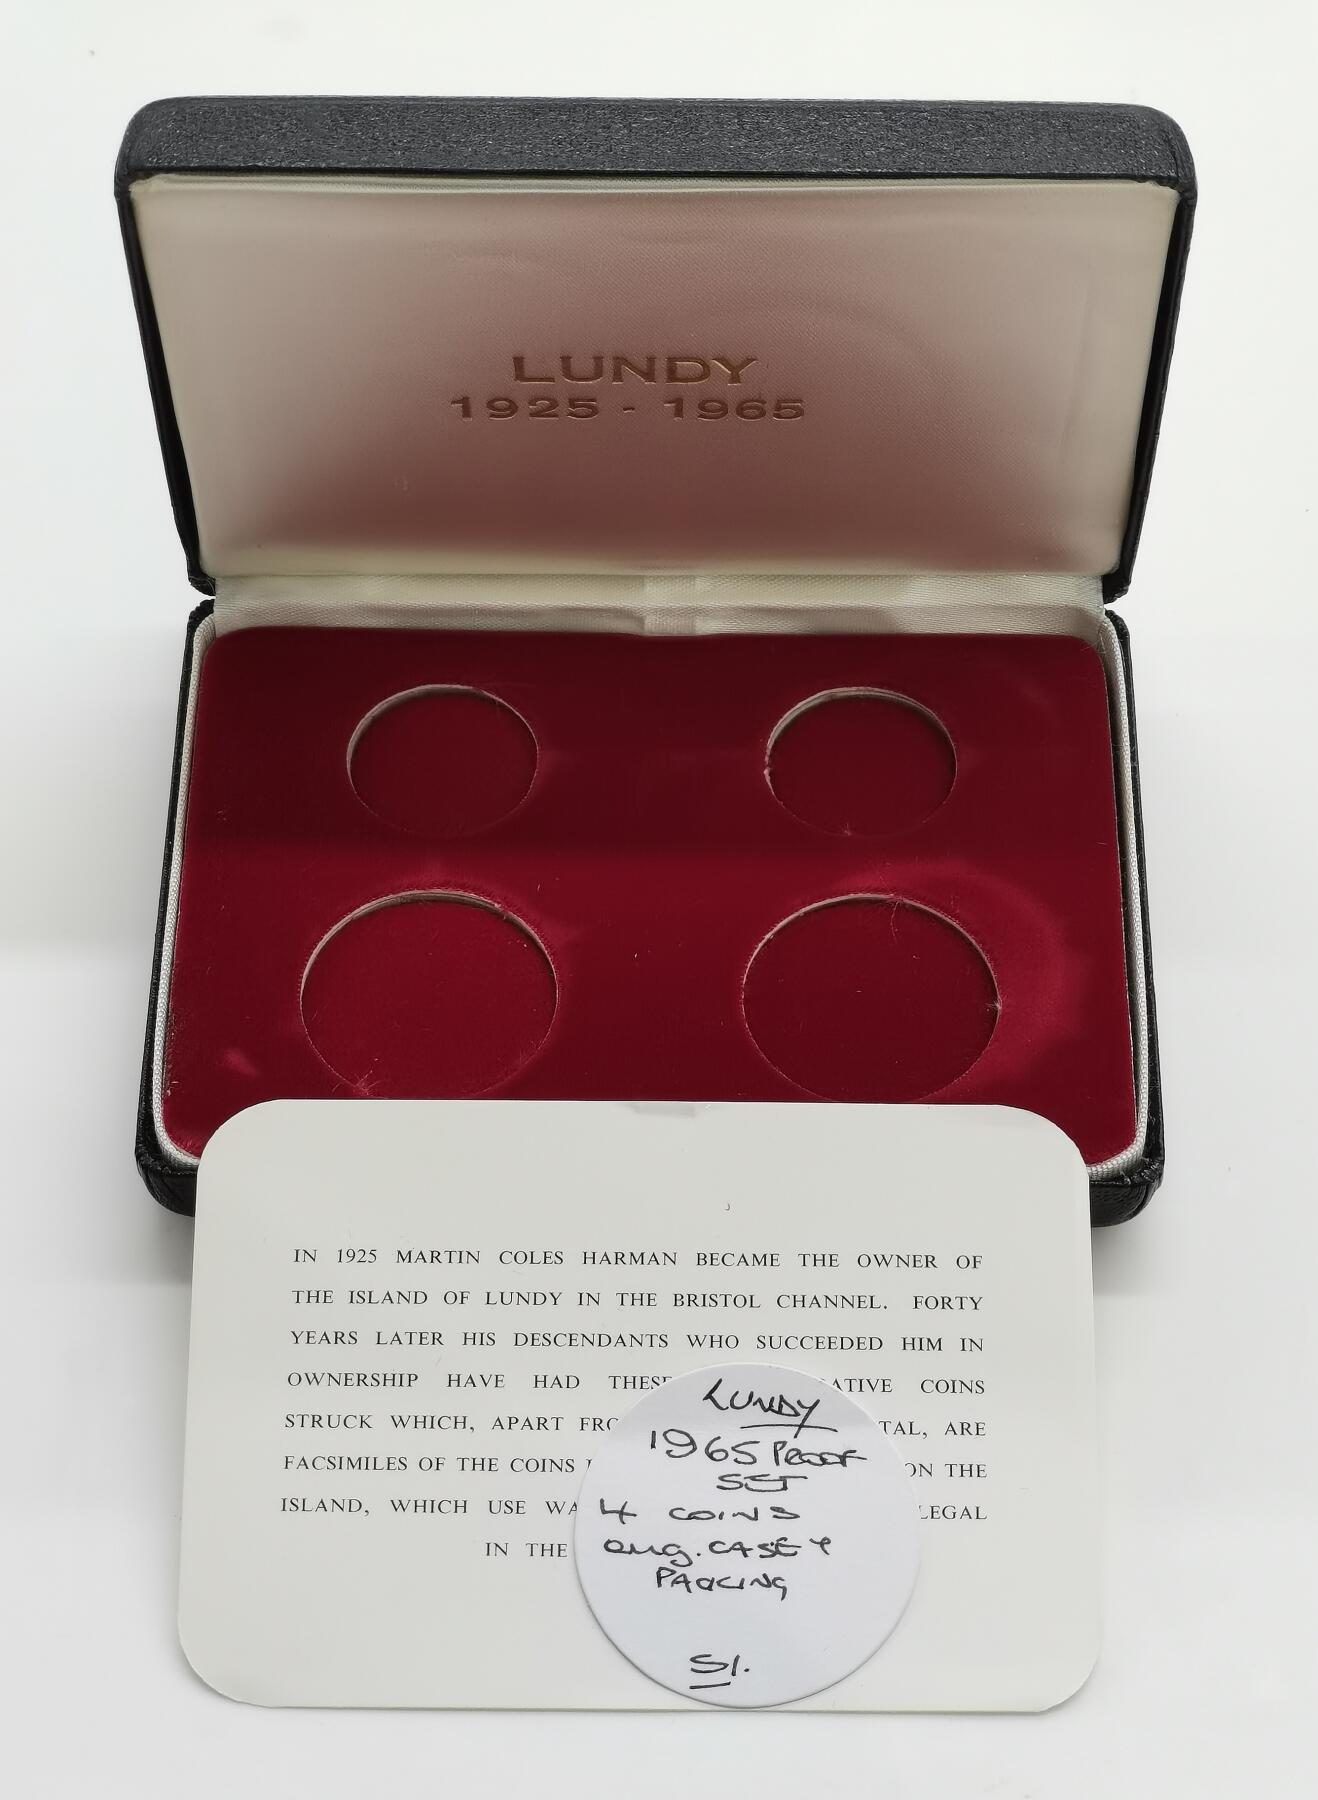 LUNDY
1925 - 1965
IN 1925 MARTIN COLES HARMAN BECAME THE OWNER OF
THE ISLAND OF LUNDY IN THE BRISTOL CHANNEL. FORTY
YEARS LATER HIS DESCENDANTS WHO SUCCEEDED HIM IN
OWNERSHIP HAVE HAD THESE ATIVE COINS
STRUCK WHICH, APART FRO TAL, ARE
FACSIMILES OF THE COINS ON THE
ISLAND, WHICH USE WA LEGAL
IN THE
LUNDY
1965 PROOF
SET
4 COINS
ORIG. CASE &
PACKING
51.